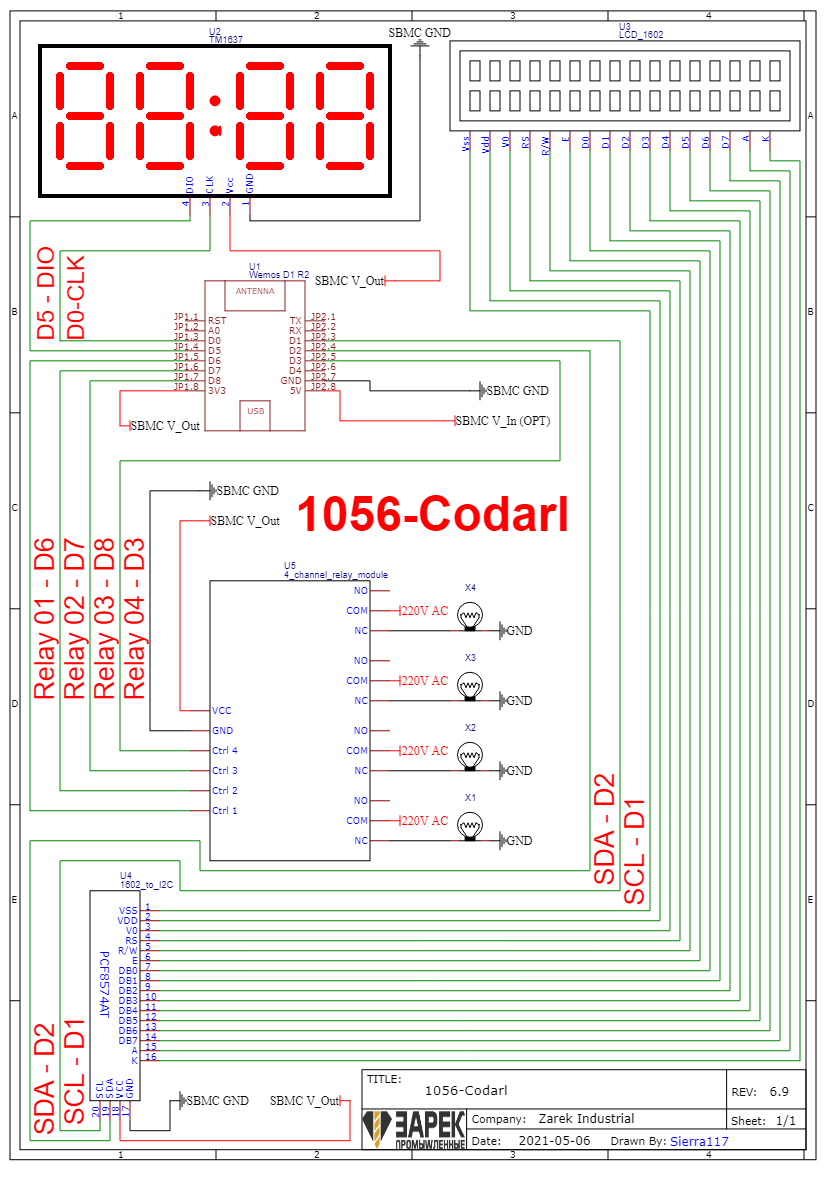 1 2 3 4
U2
TM1637
SBMC GND
U3
LCD_1602
A A
Vss Vdd V0 RS R/W E D0 D1 D2 D3 D4 D5 D6 D7 A K
DIO CLK Vcc GND
4 3 2 1
D5 - DIO
D0-CLK
U1
Wemos D1 R2
SBMC V_Out
ANTENNA
B B
JP1.1 RST TX JP2.1
JP1.2 A0 RX JP2.2
JP1.3 D0 D1 JP2.3
JP1.4 D5 D2 JP2.4
JP1.5 D6 D3 JP2.5
JP1.6 D7 D4 JP2.6
JP1.7 D8 GND JP2.7
JP1.8 3V3 5V JP2.8
USB
SBMC GND
SBMC V_Out
SBMC V_In (OPT)
SBMC GND
SBMC V_Out
1056-Codarl
C C
Relay 01 - D6
Relay 02 - D7
Relay 03 - D8
Relay 04 - D3
U5
4_channel_relay_module
NO X4
COM 220V AC
NC GND
NO X3
COM 220V AC
NC GND
D D
VCC
GND
Ctrl 4
Ctrl 3
Ctrl 2
Ctrl 1
NO X2
COM 220V AC
NC GND
NO X1
COM 220V AC
NC GND
SDA - D2
SCL - D1
E E
U4
1602_to_I2C
PCF8574AT
VSS 1
VDD 2
V0 3
RS 4
R/W 5
E 6
DB0 7
DB1 8
DB2 9
DB3 10
DB4 11
DB5 12
DB6 13
DB7 14
A 15
K 16
SCL SDA VCC GND
20 19 18 17
SDA - D2
SCL - D1
SBMC GND
SBMC V_Out
TITLE:
1056-Codarl
REV: 6.9
ЗАРЕК
ПРОМЫШЛЕННЫЕ
Company: Zarek Industrial
Sheet: 1/1
Date: 2021-05-06 Drawn By: Sierra117
1 2 3 4